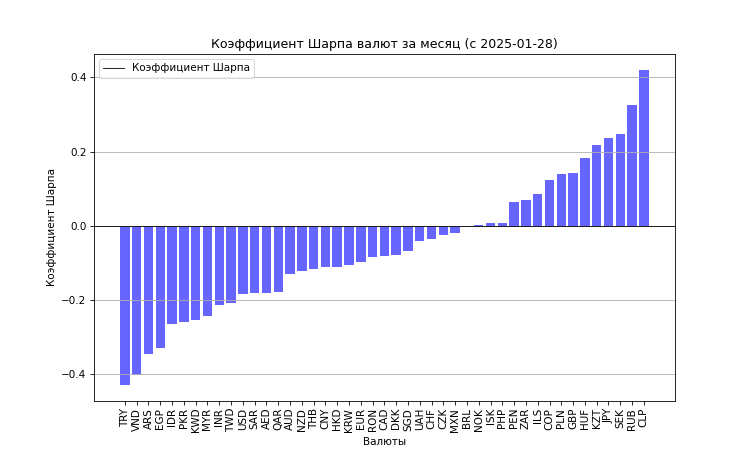 Коэффициент Шарпа валют за месяц (с 2025-01-28)
Коэффициент Шарпа
Коэффициент Шарпа
0.4
0.2
0.0
−0.2
−0.4
TRY
VND
ARS
EGP
IDR
PKR
KWD
MYR
INR
TWD
USD
SAR
AED
QAR
AUD
NZD
THB
CNY
HKD
KRW
EUR
RON
CAD
DKK
SGD
UAH
CHF
CZK
MXN
BRL
NOK
ISK
PHP
PEN
ZAR
ILS
COP
PLN
GBP
HUF
KZT
JPY
SEK
RUB
CLP
Валюты